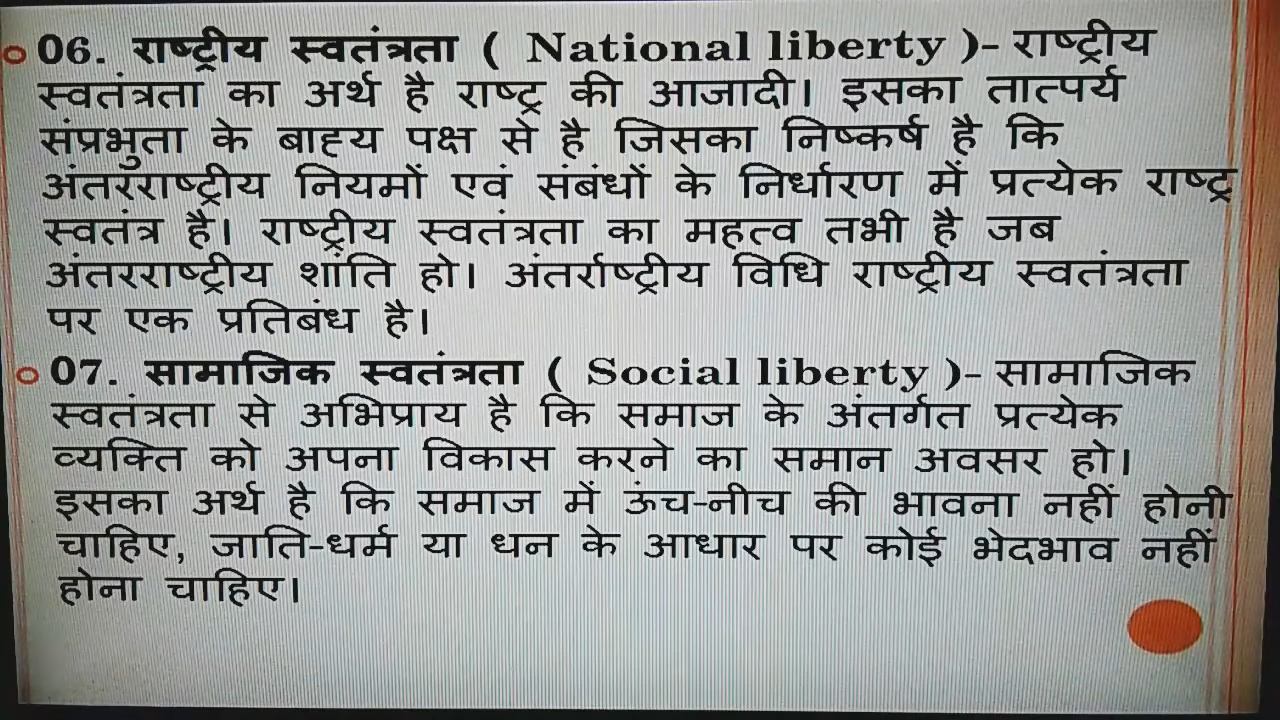 06. राष्ट्रीय स्वतंत्रता ( National liberty )- राष्ट्रीय
स्वतंत्रता का अर्थ है राष्ट्र की आजादी। इसका तात्पर्य
संप्रभुता के बाह्य पक्ष से है जिसका निष्कर्ष है कि
अंतरराष्ट्रीय नियमों एवं संबंधों के निर्धारण में प्रत्येक राष्ट्र
स्वतंत्र है। राष्ट्रीय स्वतंत्रता का महत्व तभी है जब
अंतरराष्ट्रीय शांति हो। अंतर्राष्ट्रीय विधि राष्ट्रीय स्वतंत्रता
पर एक प्रतिबंध है।
07. सामाजिक स्वतंत्रता ( Social liberty )- सामाजिक
स्वतंत्रता से अभिप्राय है कि समाज के अंतर्गत प्रत्येक
व्यक्ति को अपना विकास करने का समान अवसर हो।
इसका अर्थ है कि समाज में ऊंच-नीच की भावना नहीं होनी
चाहिए, जाति-धर्म या धन के आधार पर कोई भेदभाव नहीं
होना चाहिए।